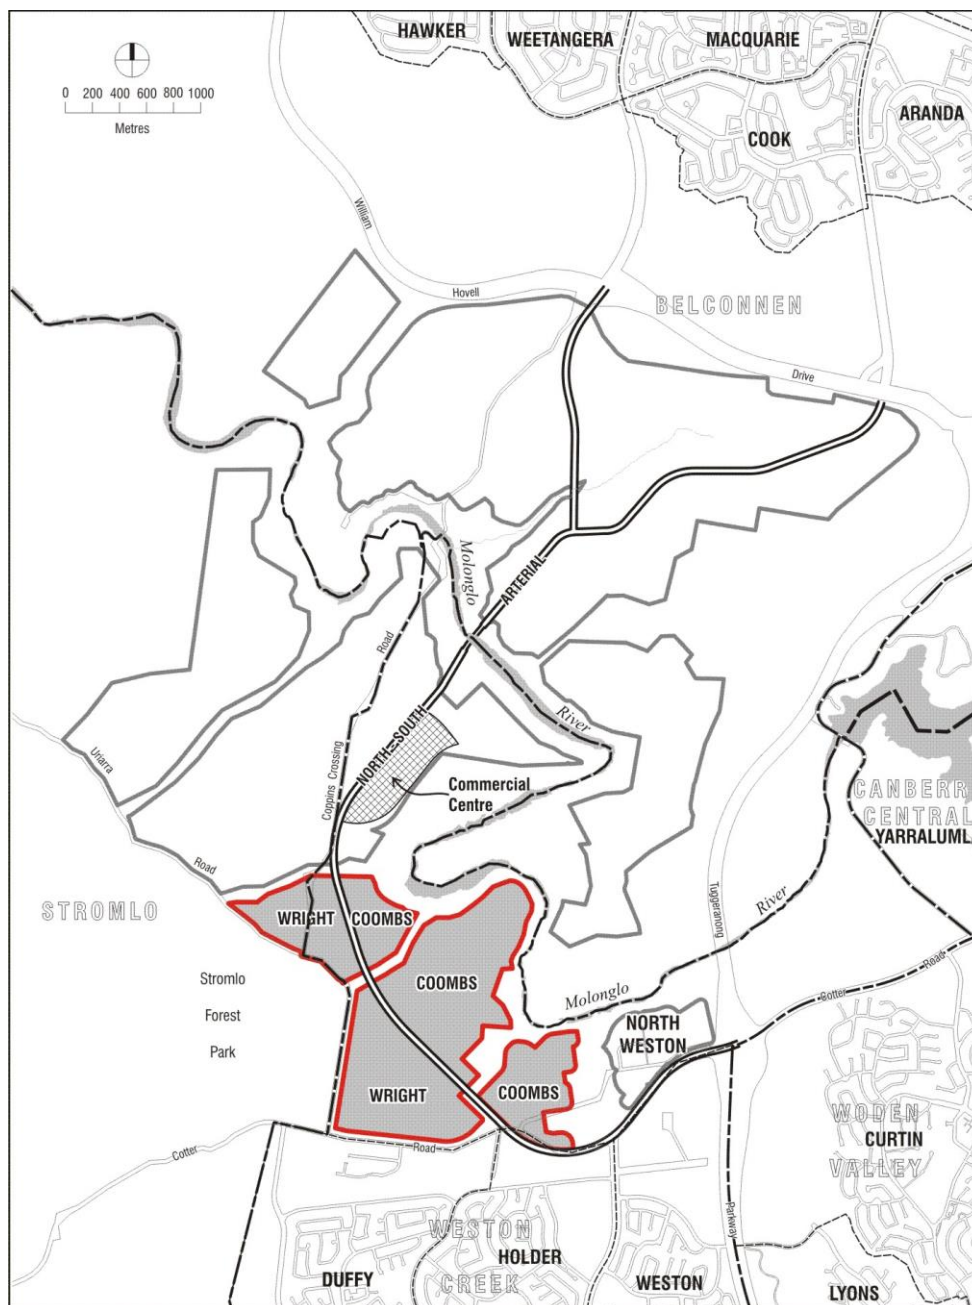 HAWKER
WEETANGERA
MACQUARIE
ARANDA
COOK
0 200 400 600 800 1000
Metres
William
Hovell
Drive
BELCONNEN
Molonglo
River
ARTERIAL
NORTH-SOUTH
Road
Coppins Crossing
Uriarra
Road
Commercial
Centre
CANBERR
CENTRAL
YARRALUML
STROMLO
WRIGHT
COOMBS
COOMBS
Stromlo
Forest
Park
Tuggeranong
River
Molonglo
Cotter
Road
NORTH
WESTON
WRIGHT
COOMBS
Cotter
Road
WODEN
CURTIN
VALLEY
Parkway
WESTON
HOLDER
CREEK
DUFFY
WESTON
LYONS